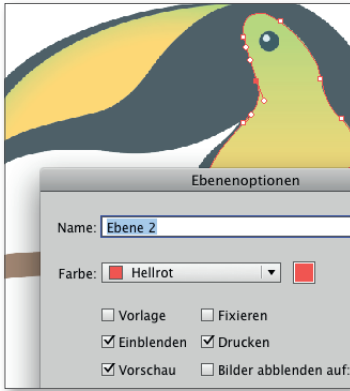 Ebenenoptionen
Name: Ebene 2
Farbe: Hellrot
Vorlage Fixieren
Einblenden Drucken
Vorschau Bilder abblenden auf: